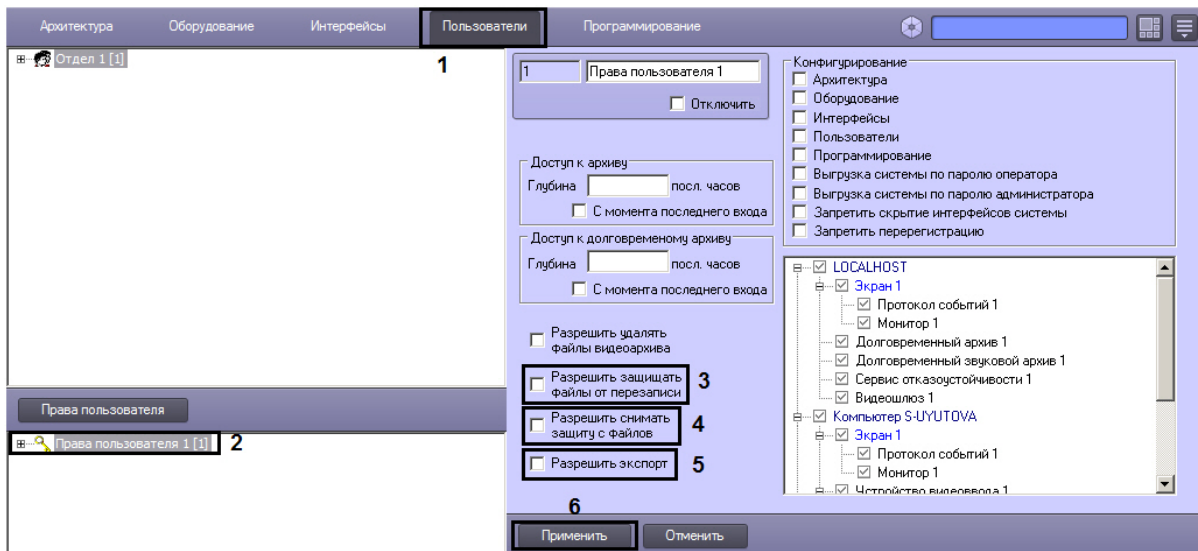 Архитектура Оборудование Интерфейсы Пользователи Программирование
1
Отдел 1 [1]
Права пользователя
Права пользователя 1 [1] 2
1 Права пользователя 1
Отключить
Доступ к архиву
Глубина посл. часов
С момента последнего входа
Доступ к долговременому архиву
Глубина посл. часов
С момента последнего входа
Разрешить удалять
файлы видеоархива
Разрешить защищать
файлы от перезаписи
3
Разрешить снимать
защиту с файлов
4
Разрешить экспорт 5
6
Применить Отменить
Конфигурирование
Архитектура
Оборудование
Интерфейсы
Пользователи
Программирование
Выгрузка системы по паролю оператора
Выгрузка системы по паролю администратора
Запретить скрытие интерфейсов системы
Запретить перерегистрацию
LOCALHOST
Экран 1
Протокол событий 1
Монитор 1
Долговременный архив 1
Долговременный звуковой архив 1
Сервис отказоустойчивости 1
Видеошлюз 1
Компьютер S-UYUTOVA
Экран 1
Протокол событий 1
Монитор 1
Устройство видеоввода 1